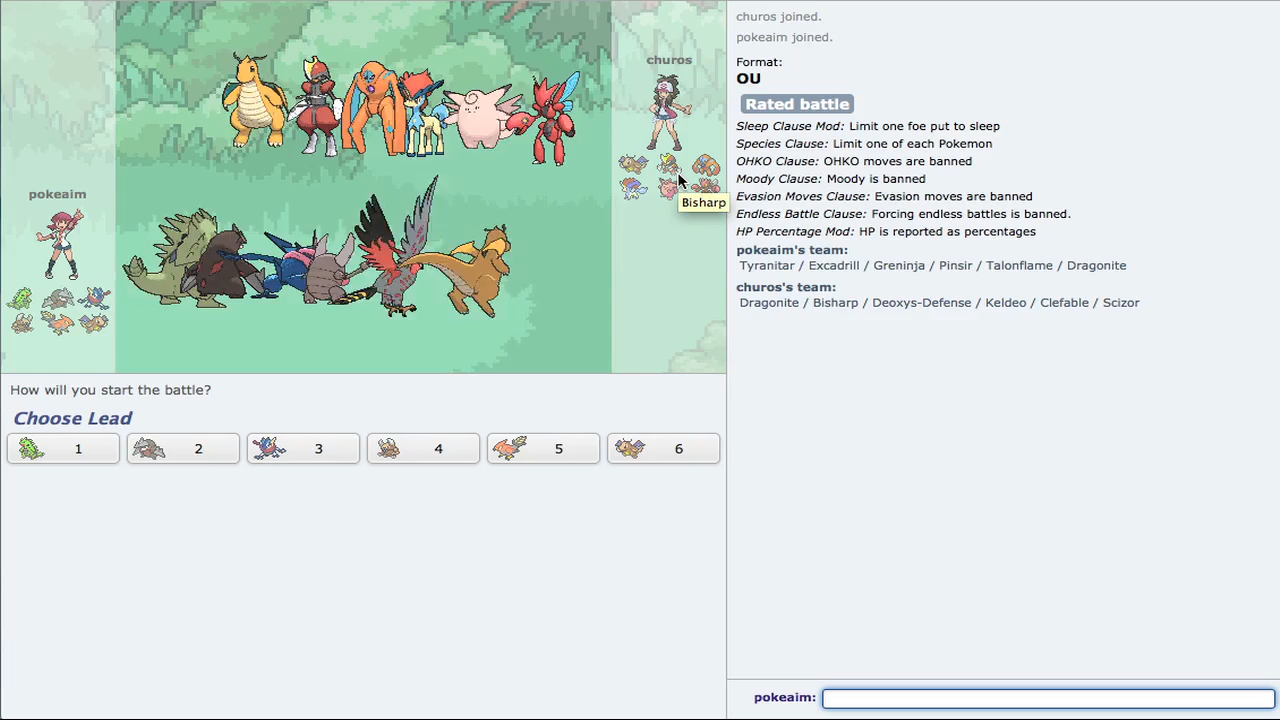 churos joined.
pokeaim joined.
Format:
OU
Rated battle
Sleep Clause Mod: Limit one foe put to sleep
Species Clause: Limit one of each Pokemon
OHKO Clause: OHKO moves are banned
Moody Clause: Moody is banned
Evasion Moves Clause: Evasion moves are banned
Endless Battle Clause: Forcing endless battles is banned.
HP Percentage Mod: HP is reported as percentages
pokeaim's team:
Tyranitar / Excadrill / Greninja / Pinsir / Talonflame / Dragonite
churos's team:
Dragonite / Bisharp / Deoxys-Defense / Keldeo / Clefable / Scizor
churos
Bisharp
pokeaim
How will you start the battle?
Choose Lead
1 2 3 4 5 6
pokeaim: